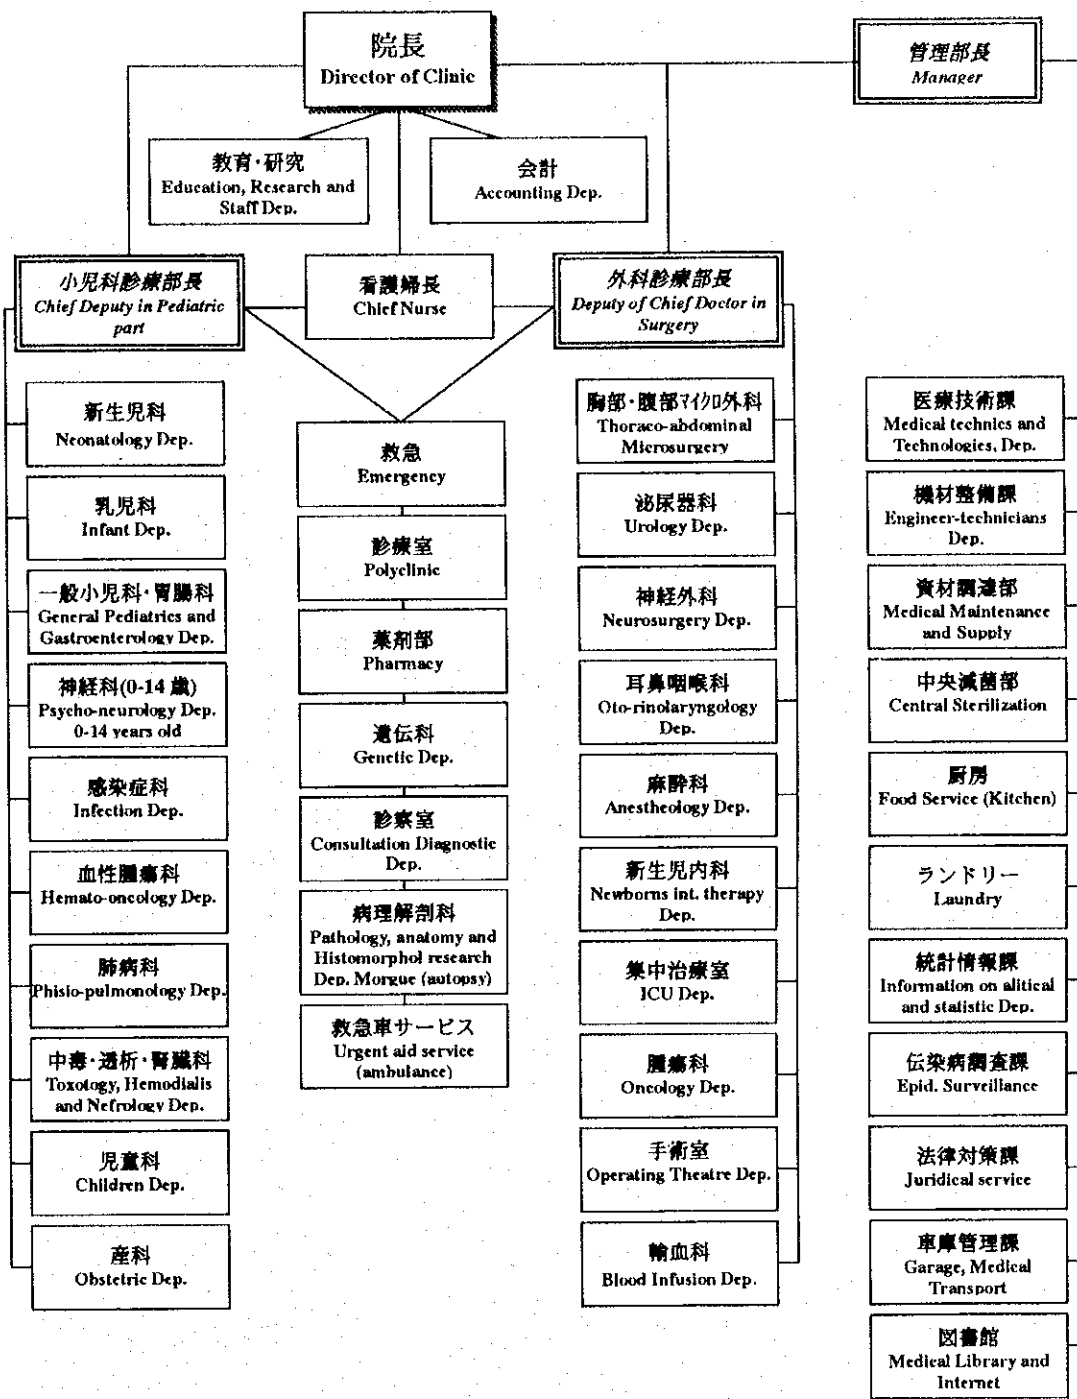 院長
Director of Clinic
管理部長
Manager
教育・研究
Education, Research and
Staff Dep.
会計
Accounting Dep.
小児科診療部長
Chief Deputy in Pediatric
part
看護婦長
Chief Nurse
外科診療部長
Deputy of Chief Doctor in
Surgery
新生児科
Neonatology Dep.
乳児科
Infant Dep.
一般小児科・胃腸科
General Pediatrics and
Gastroenterology Dep.
神経科(0-14 歳)
Psycho-neurology Dep.
0-14 years old
感染症科
Infection Dep.
血性腫瘍科
Hemato-oncology Dep.
肺病科
Phisio-pulmonology Dep.
中毒・透析・腎臓科
Toxotogy, Hemodialis
and Nefrology Dep.
児童科
Children Dep.
産科
Obstetric Dep.
救急
Emergency
診療室
Polyclinic
薬剤部
Pharmacy
遺伝科
Genetic Dep.
診察室
Consultation Diagnostic
Dep.
病理解剖科
Pathology, anatomy and
Histomorphol research
Dep. Morgue (autopsy)
救急車サービス
Urgent aid service
(ambulance)
胸部・腹部マイクロ外科
Thoraco-abdominal
Microsurgery
泌尿器科
Urology Dep.
神経外科
Neurosurgery Dep.
耳鼻咽喉科
Oto-rinolaryngology
Dep.
麻酔科
Anestheology Dep.
新生児内科
Newborns int. therapy
Dep.
集中治療室
ICU Dep.
腫瘍科
Oncology Dep.
手術室
Operating Theatre Dep.
輸血科
Blood Infusion Dep.
医療技術課
Medical technics and
Technologies, Dep.
機材整備課
Engineer-technicians
Dep.
資材調達部
Medical Maintenance
and Supply
中央滅菌部
Central Sterilization
厨房
Food Service (Kitchen)
ランドリー
Laundry
統計情報課
Information on alitical
and statistic Dep.
伝染病調査課
Epid. Surveillance
法律対策課
Juridical service
車庫管理課
Garage, Medical
Transport
図書館
Medical Library and
Internet